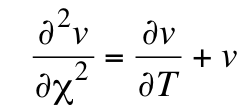 ∂²v/∂χ² = ∂v/∂T + v